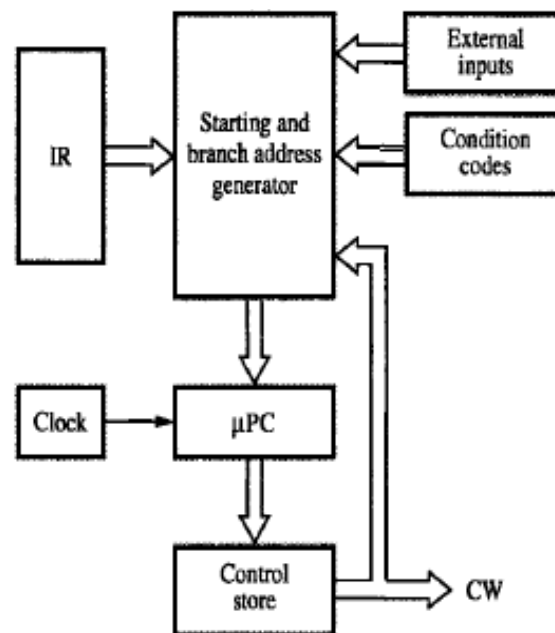 External
inputs
Starting and
branch address
generator
IR
Condition
codes
Clock
μPC
Control
store
CW